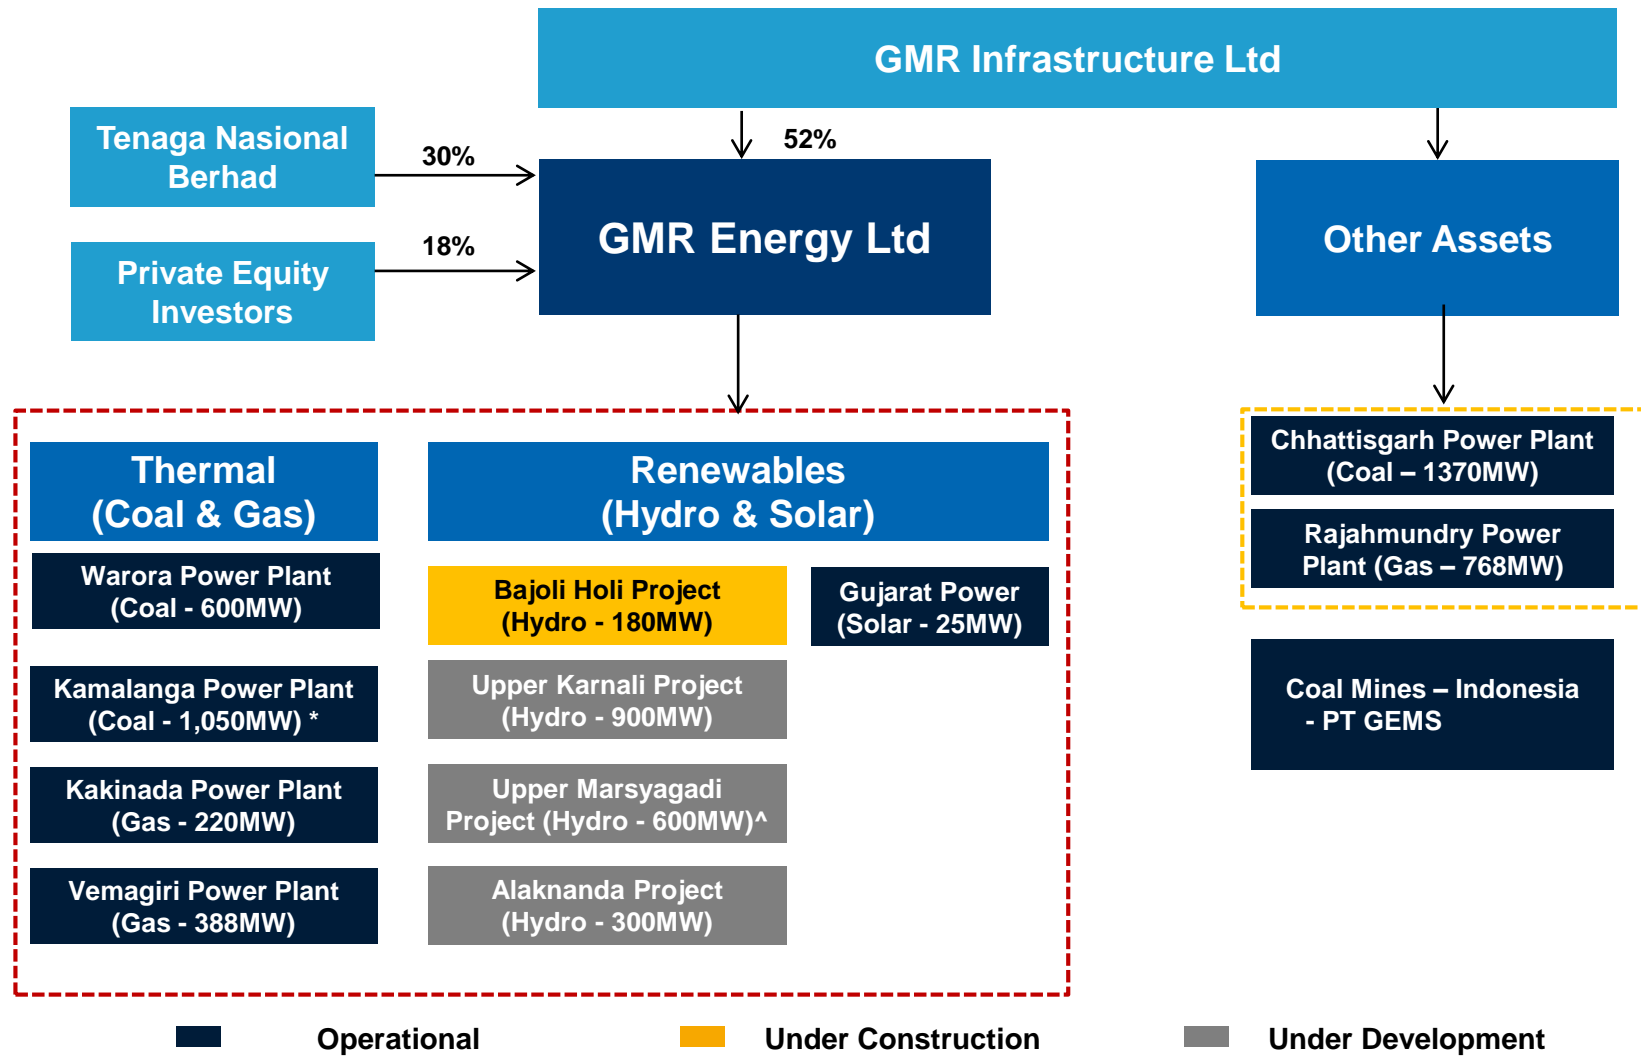 GMR Infrastructure Ltd
Tenaga Nasional
Berhad
30%
52%
Private Equity
Investors
18%
GMR Energy Ltd
Other Assets
Thermal
(Coal & Gas)
Warora Power Plant
(Coal - 600MW)
Kamalanga Power Plant
(Coal - 1,050MW) *
Kakinada Power Plant
(Gas - 220MW)
Vemagiri Power Plant
(Gas - 388MW)
Renewables
(Hydro & Solar)
Bajoli Holi Project
(Hydro - 180MW)
Upper Karnali Project
(Hydro - 900MW)
Upper Marsyagadi
Project (Hydro - 600MW)^
Alaknanda Project
(Hydro - 300MW)
Gujarat Power
(Solar - 25MW)
Chhattisgarh Power Plant
(Coal – 1370MW)
Rajahmundry Power
Plant (Gas – 768MW)
Coal Mines – Indonesia
- PT GEMS
Operational
Under Construction
Under Development